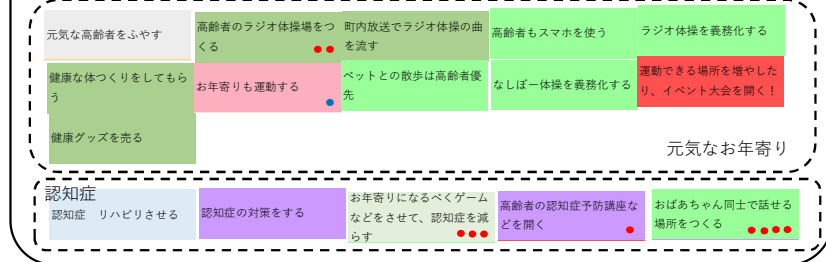 元気な高齢者をふやす
高齢者のラジオ体操場をつ
くる
町内放送でラジオ体操の曲
を流す
高齢者もスマホを使う
ラジオ体操を義務化する
健康な体つくりをしてもら
う
お年寄りも運動する
ペットとの散歩は高齢者優
先
なしぼー体操を義務化する
運動できる場所を増やした
り、イベント大会を開く！
健康グッズを売る
元気なお年寄り
認知症
認知症　リハビリさせる
認知症の対策をする
お年寄りになるべくゲーム
などをさせて、認知症を減
らす
高齢者の認知症予防講座な
どを開く
おばあちゃん同士で話せる
場所をつくる